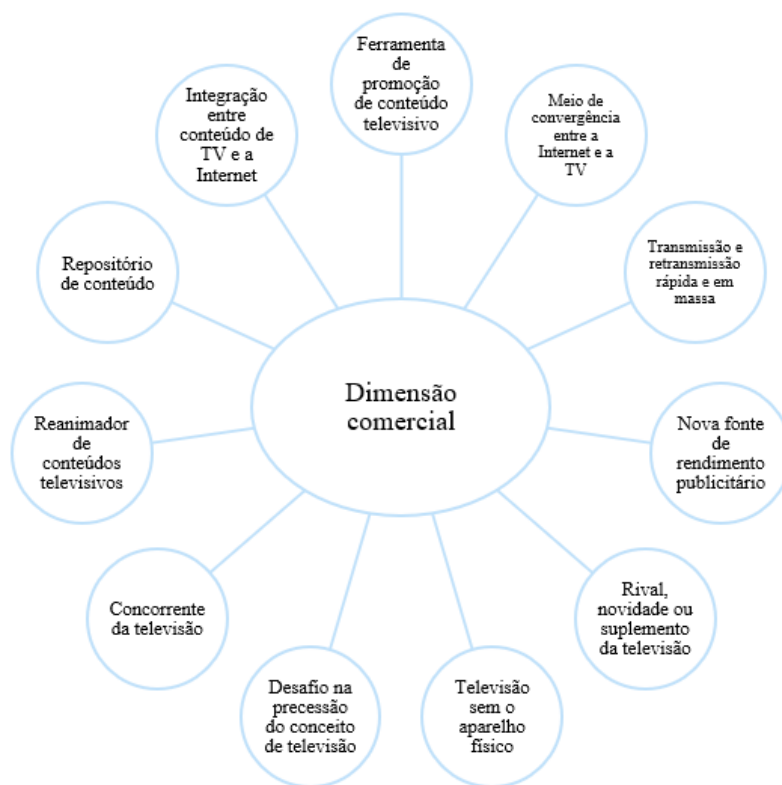 Ferramenta
de
promoção
de conteúdo
televisivo
Meio de
convergência
entre a
Internet e a
TV
Transmissão e
retransmissão
rápida e em
massa
Nova fonte
de
rendimento
publicitário
Rival,
novidade ou
suplemento
da televisão
Televisão
sem o
aparelho
físico
Desafio na
precessão
do conceito
de televisão
Concorrente
da televisão
Reanimador
de
conteúdos
televisivos
Repositório
de conteúdo
Integração
entre
conteúdo de
TV e a
Internet
Dimensão
comercial